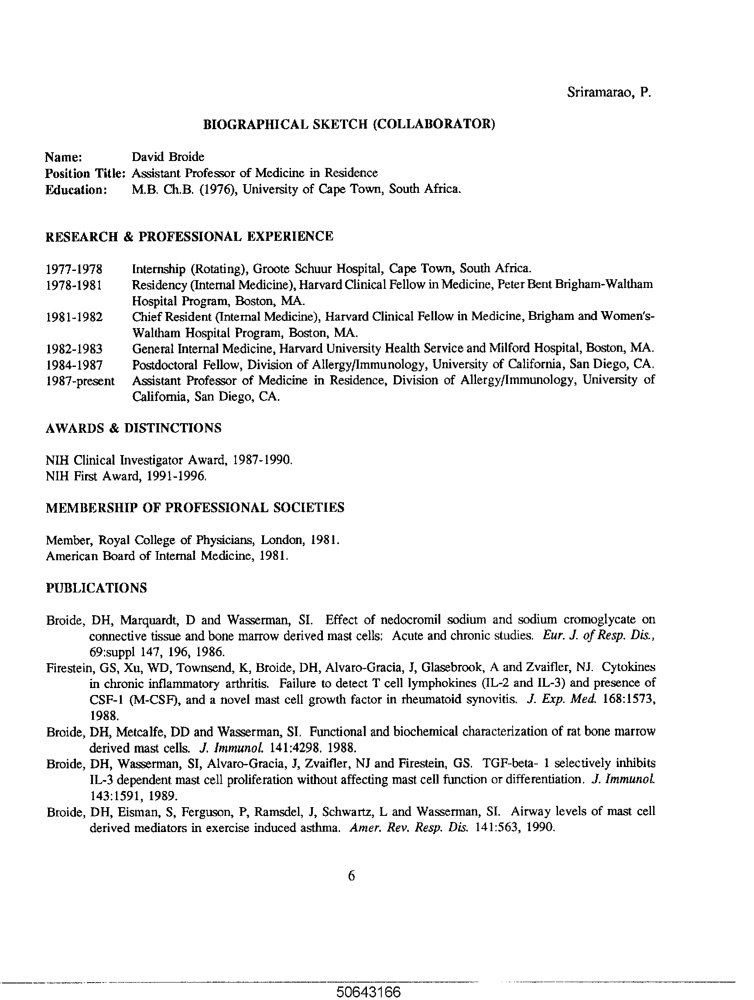 Sriramarao, P.
BIOGRAPHICAL SKETCH (COLLABORATOR)
Name: David Broide
Position Title: Assistant Professor of Medicine in Residence
Education: M.B. Ch.B. (1976), University of Cape Town, South Africa.
RESEARCH & PROFESSIONAL EXPERIENCE
1977-1978 Internship (Rotating), Groote Schuur Hospital, Cape Town, South Africa.
1978-1981 Residency (Internal Medicine), Harvard Clinical Fellow in Medicine, Peter Bent Brigham-Waltham
Hospital Program, Boston, MA.
1981-1982 Chief Resident (Internal Medicine), Harvard Clinical Fellow in Medicine, Brigham and Women's-
Waltham Hospital Program, Boston, MA.
1982-1983 General Internal Medicine, Harvard University Health Service and Milford Hospital, Boston, MA.
1984-1987 Postdoctoral Fellow, Division of Allergy/Immunology, University of California, San Diego, CA.
1987-present Assistant Professor of Medicine in Residence, Division of Allergy/Immunology, University of
California, San Diego, CA.
AWARDS & DISTINCTIONS
NIH Clinical Investigator Award, 1987-1990.
NIH First Award, 1991-1996.
MEMBERSHIP OF PROFESSIONAL SOCIETIES
Member, Royal College of Physicians, London, 1981.
American Board of Internal Medicine, 1981.
PUBLICATIONS
Broide, DH, Marquardt, D and Wasserman, SI. Effect of nedocromil sodium and sodium cromoglycate on
connective tissue and bone marrow derived mast cells: Acute and chronic studies. Eur. J. of Resp. Dis.,
69:suppl 147, 196, 1986.
Firestein, GS, Xu, WD, Townsend, K, Broide, DH, Alvaro-Gracia, J, Glasebrook, A and Zvaifler, NJ. Cytokines
in chronic inflammatory arthritis. Failure to detect T cell lymphokines (IL-2 and IL-3) and presence of
CSF-1 (M-CSF), and a novel mast cell growth factor in rheumatoid synovitis. J. Exp. Med. 168:1573,
1988.
Broide, DH, Metcalfe, DD and Wasserman, SI. Functional and biochemical characterization of rat bone marrow
derived mast cells. J. Immunol. 141:4298. 1988.
Broide, DH, Wasserman, SI, Alvaro-Gracia, J, Zvaifler, NJ and Firestein, GS. TGF-beta- 1 selectively inhibits
IL-3 dependent mast cell proliferation without affecting mast cell function or differentiation. J. Immunol.
143:1591, 1989.
Broide, DH, Eisman, S, Ferguson, P, Ramsdel, J, Schwartz, L and Wasserman, SI. Airway levels of mast cell
derived mediators in exercise induced asthma. Amer. Rev. Resp. Dis. 141:563, 1990.
6
50643166